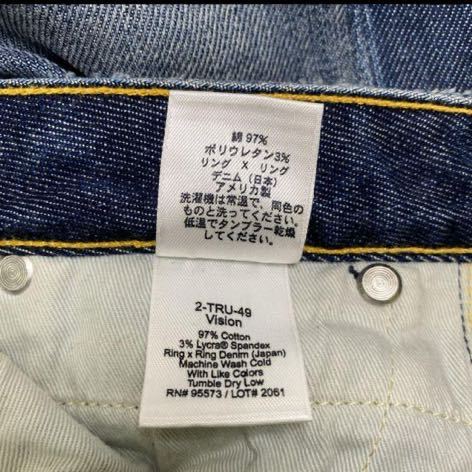 綿 97%
ポリウレタン3%
リング X リング
デニム (日本)
アメリカ製
洗濯機は常温で、同色の
ものと洗ってください。
低温でタンブラー乾燥
してください。
2-TRU-49
Vision
97% Cotton
3% Lycra® Spandex
Ring x Ring Denim (Japan)
Machine Wash Cold
With Like Colors
Tumble Dry Low
RN# 95573 / LOT# 2061